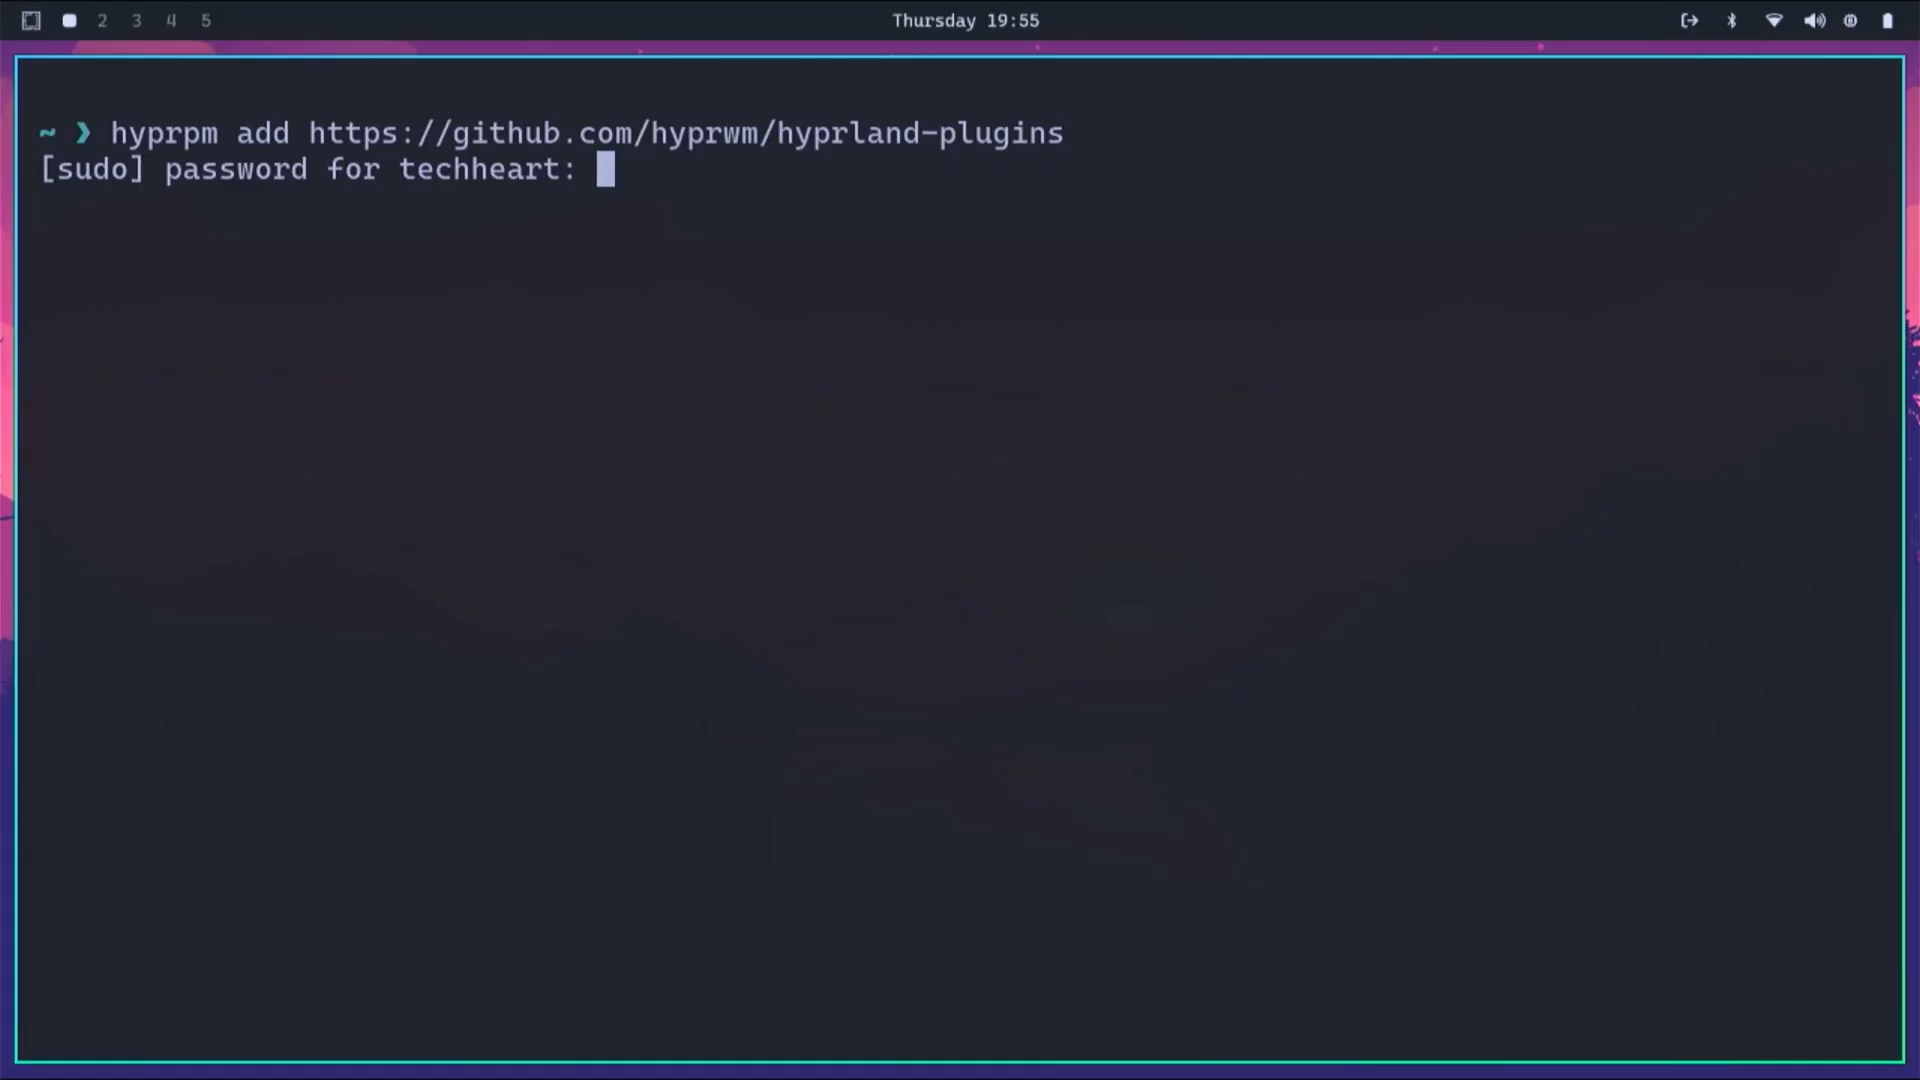 2 3 4 5 Thursday 19:55
~ ❯ hyprpm add https://github.com/hyprwm/hyprland-plugins
[sudo] password for techheart: